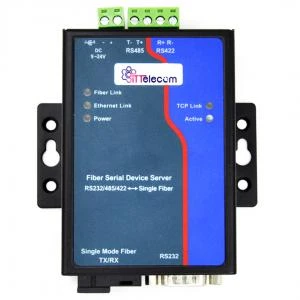 DC
9~24V
T- T+
RS485
R+ R-
RS422
ITTelecom
Fiber Link
Ethernet Link
Power
TCP Link
Active
Fiber Serial Device Server
RS232/485/422⟷Single Fiber
Single Mode Fiber
TX/RX
RS232